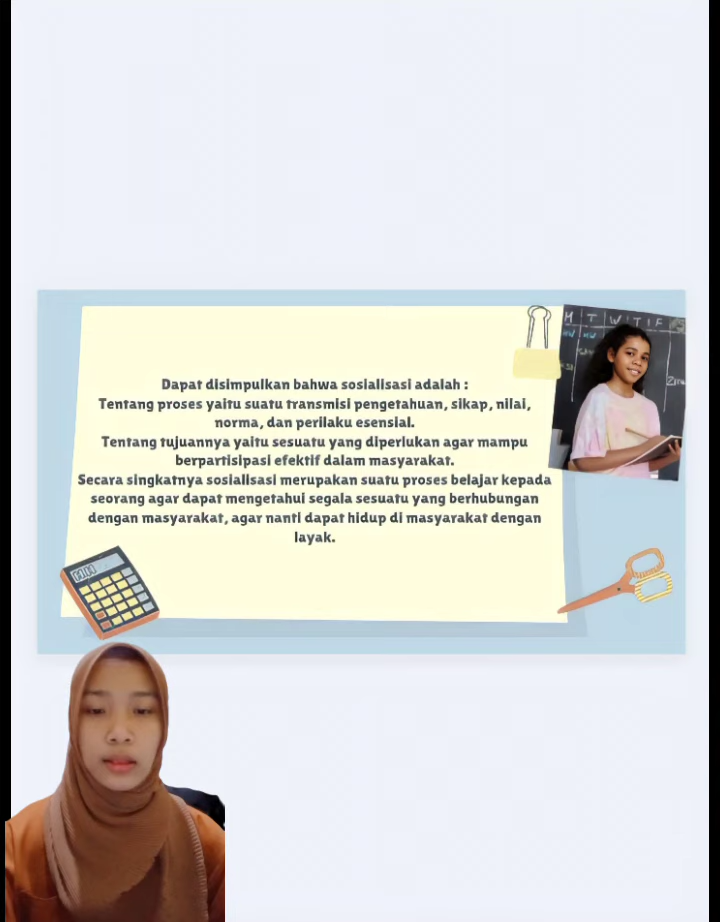 Dapat disimpulkan bahwa sosialisasi adalah :
Tentang proses yaitu suatu transmisi pengetahuan, sikap, nilai,
norma, dan perilaku esensial.
Tentang tujuannya yaitu sesuatu yang diperlukan agar mampu
berpartisipasi efektif dalam masyarakat.
Secara singkatnya sosialisasi merupakan suatu proses belajar kepada
seorang agar dapat mengetahui segala sesuatu yang berhubungan
dengan masyarakat, agar nanti dapat hidup di masyarakat dengan
layak.
M T W T F